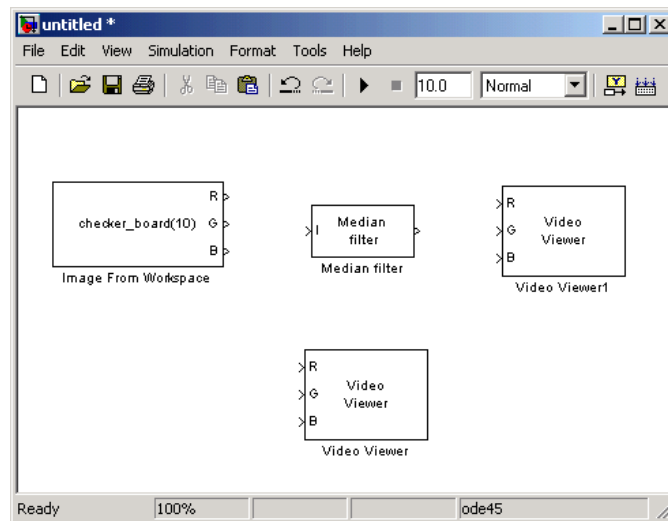 untitled *
File Edit View Simulation Format Tools Help
10.0 Normal
R
checker_board(10) G
B
Image From Workspace
I Median filter
Median filter
R
G Video Viewer
B
Video Viewer1
R
G Video Viewer
B
Video Viewer
Ready 100% ode45